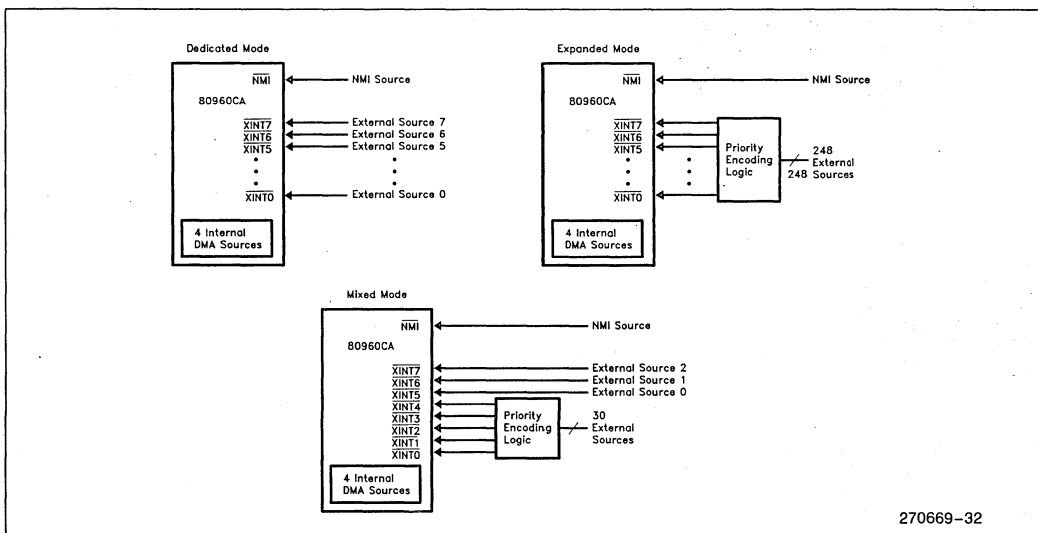 Dedicated Mode
NMI
NMI Source
80960CA
XINT7
External Source 7
XINT6
External Source 6
XINT5
External Source 5
XINT0
External Source 0
4 Internal
DMA Sources
Expanded Mode
NMI
NMI Source
80960CA
XINT7
XINT6
XINT5
XINT0
Priority
Encoding
Logic
248
External
248 Sources
4 Internal
DMA Sources
Mixed Mode
NMI
NMI Source
80960CA
XINT7
External Source 2
XINT6
External Source 1
XINT5
External Source 0
XINT4
XINT3
XINT2
XINT1
XINT0
Priority
Encoding
Logic
30
External
Sources
4 Internal
DMA Sources
270669-32